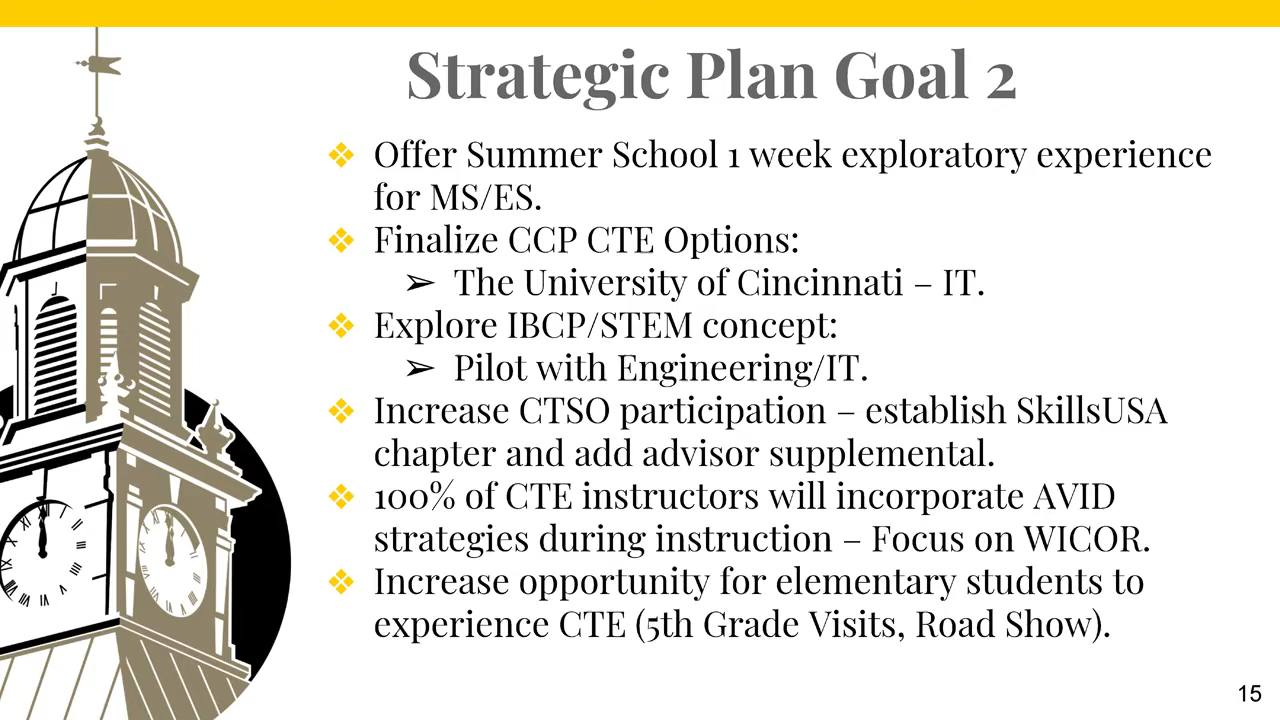 Strategic Plan Goal 2
❖ Offer Summer School 1 week exploratory experience
for MS/ES.
❖ Finalize CCP CTE Options:
➢ The University of Cincinnati – IT.
❖ Explore IBCP/STEM concept:
➢ Pilot with Engineering/IT.
❖ Increase CTSO participation – establish SkillsUSA
chapter and add advisor supplemental.
❖ 100% of CTE instructors will incorporate AVID
strategies during instruction – Focus on WICOR.
❖ Increase opportunity for elementary students to
experience CTE (5th Grade Visits, Road Show).
15